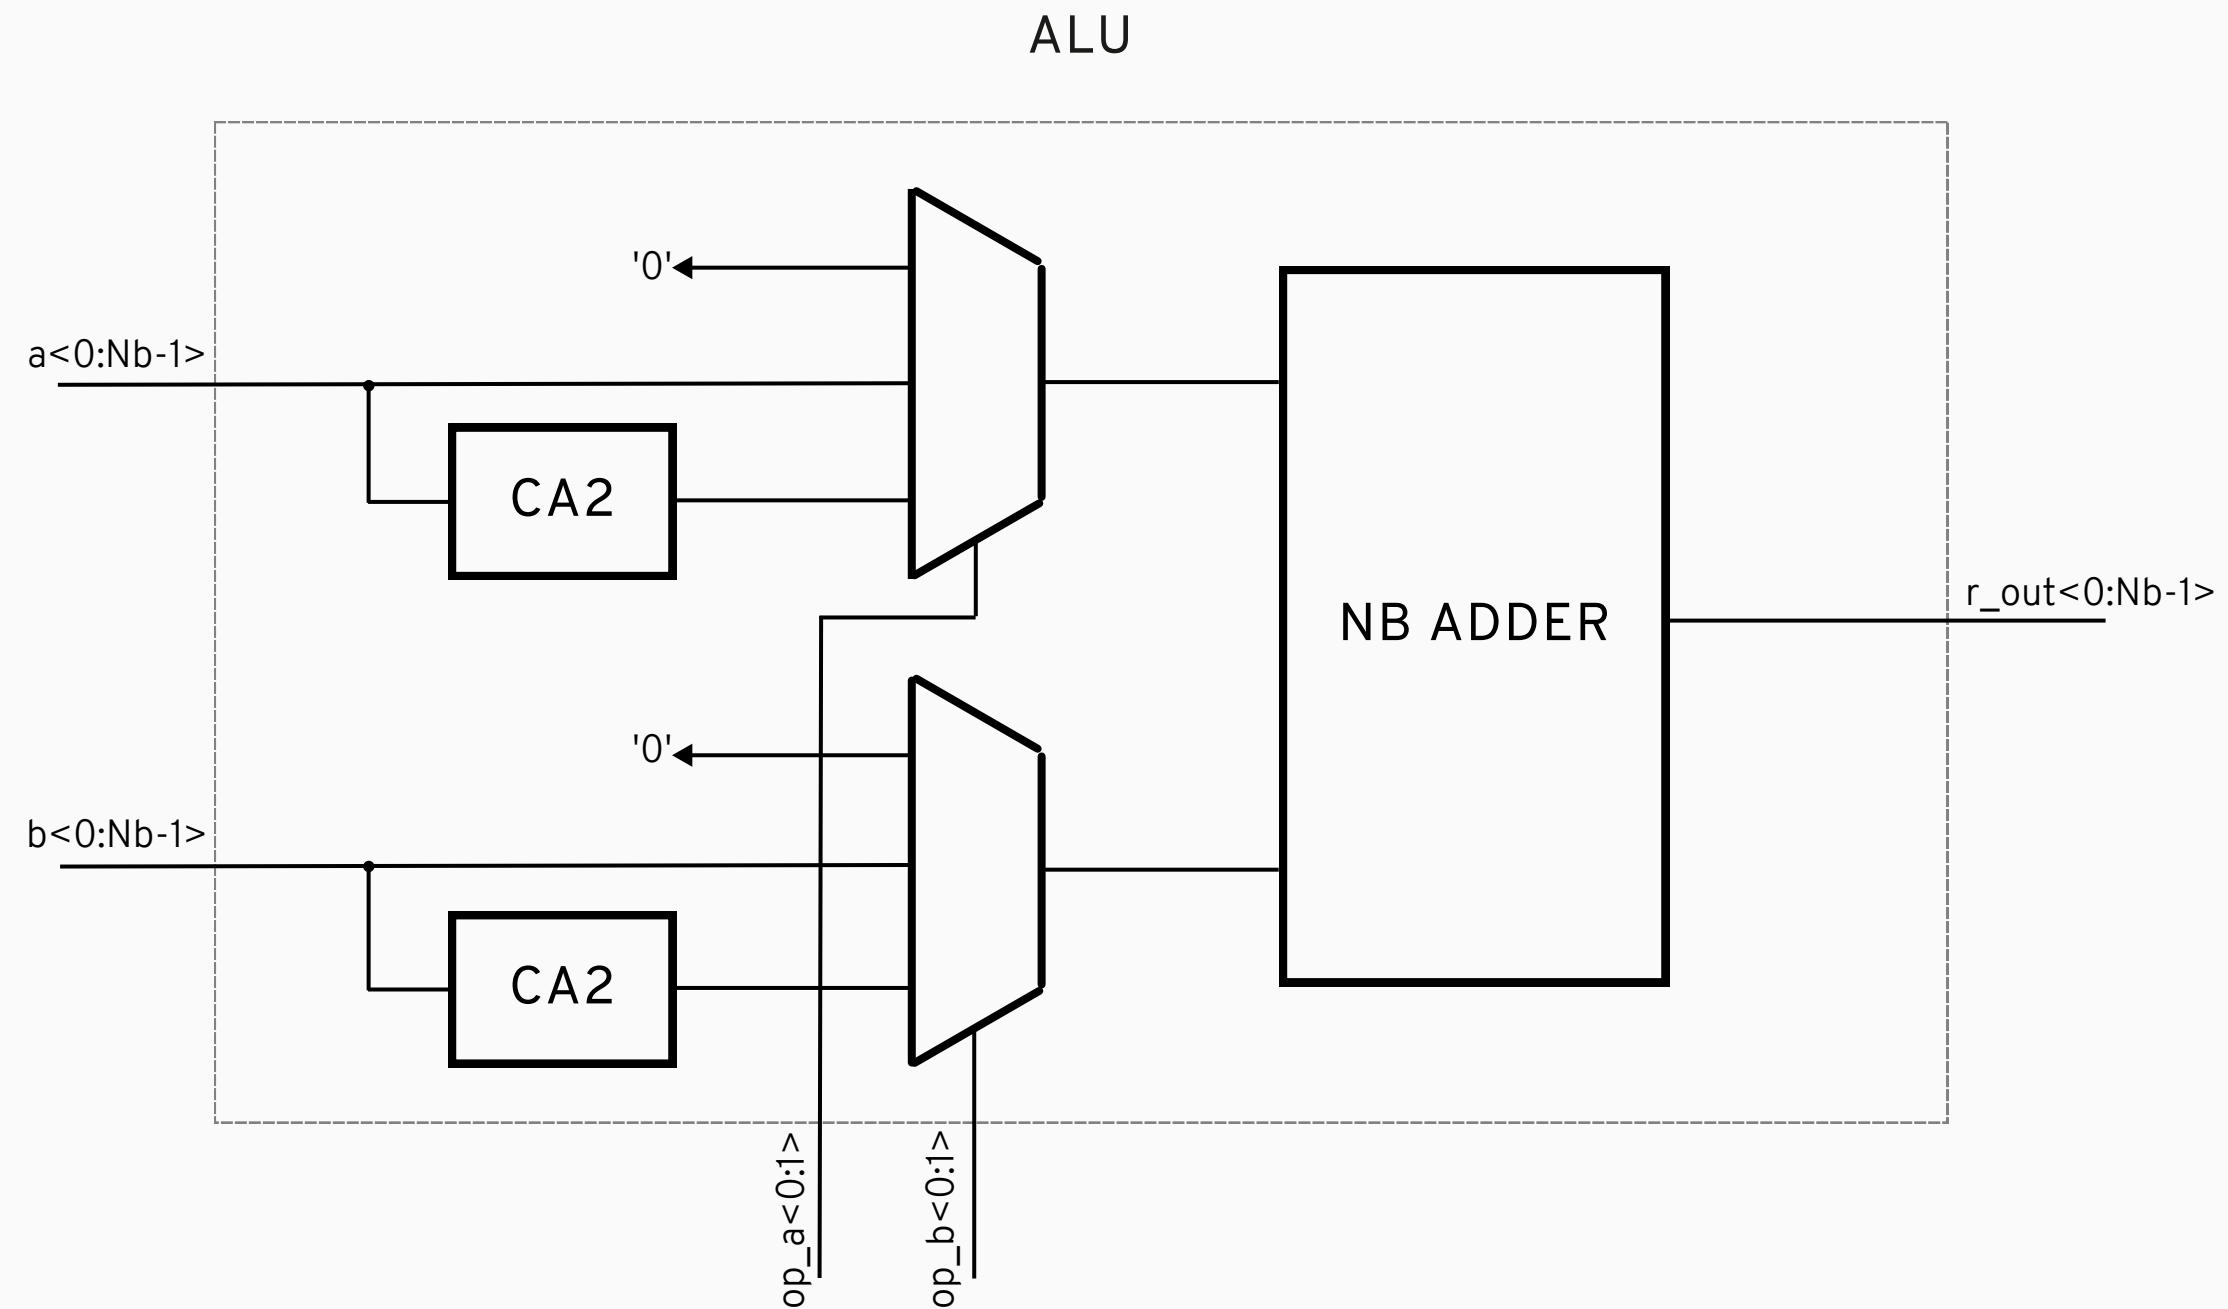 ALU
'0'
a<0:Nb-1>
CA2
NB ADDER
r_out<0:Nb-1>
'0'
b<0:Nb-1>
CA2
op_a<0:1>
op_b<0:1>